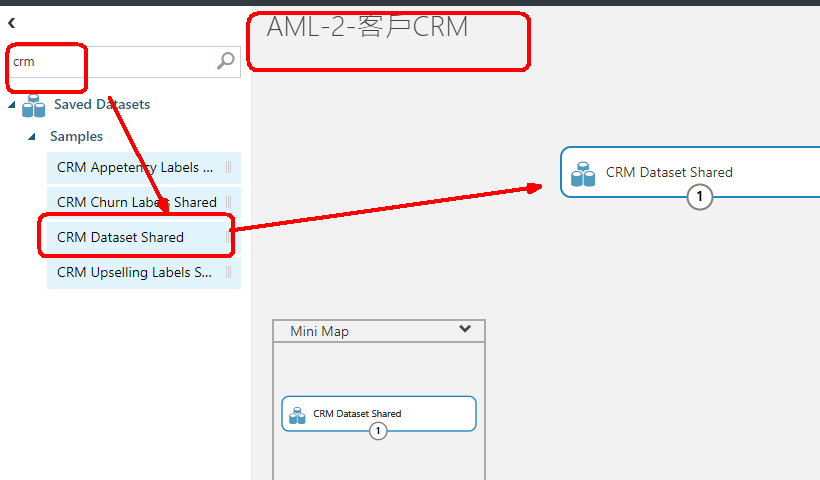 AML-2-客戶CRM
crm
Saved Datasets
Samples
CRM Appetency Labels ...
CRM Churn Labels Shared
CRM Dataset Shared
CRM Upselling Labels S...
CRM Dataset Shared
1
Mini Map
CRM Dataset Shared
1